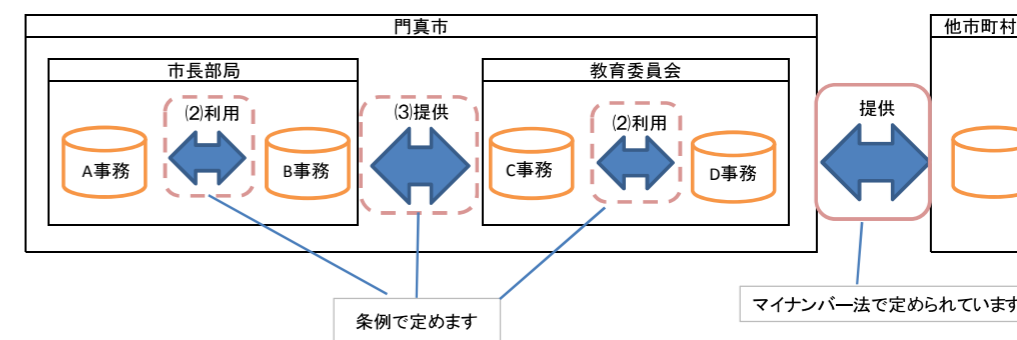 門真市
他市町村
市長部局
教育委員会
⑵利用
⑶提供
⑵利用
提供
A事務
B事務
C事務
D事務
マイナンバー法で定められています
条例で定めます